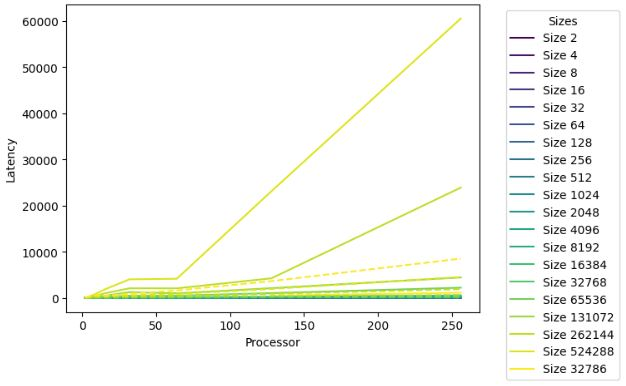 60000
50000
40000
30000
20000
10000
0
Latency
0 50 100 150 200 250
Processor
Sizes
Size 2
Size 4
Size 8
Size 16
Size 32
Size 64
Size 128
Size 256
Size 512
Size 1024
Size 2048
Size 4096
Size 8192
Size 16384
Size 32768
Size 65536
Size 131072
Size 262144
Size 524288
Size 32786